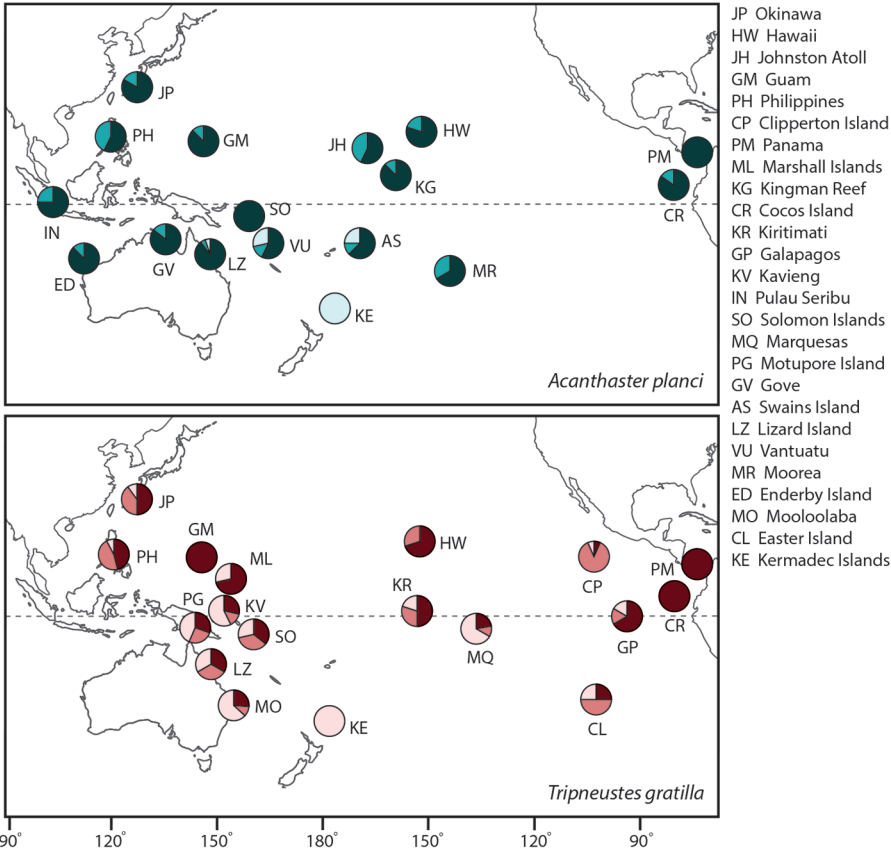 JP
PH
GM
JH
HW
KG
PM
CR
IN
SO
ED
GV
LZ
VU
AS
MR
KE
Acanthaster planci
JP
PH
GM
ML
HW
CP
PM
PG
KV
KR
CR
SO
MQ
GP
LZ
MO
KE
CL
Tripneustes gratilla
90° 120° 150° 180° 150° 120° 90°
JP Okinawa
HW Hawaii
JH Johnston Atoll
GM Guam
PH Philippines
CP Clipperton Island
PM Panama
ML Marshall Islands
KG Kingman Reef
CR Cocos Island
KR Kiritimati
GP Galapagos
KV Kavieng
IN Pulau Seribu
SO Solomon Islands
MQ Marquesas
PG Motupore Island
GV Gove
AS Swains Island
LZ Lizard Island
VU Vantuatu
MR Moorea
ED Enderby Island
MO Mooloolaba
CL Easter Island
KE Kermadec Islands